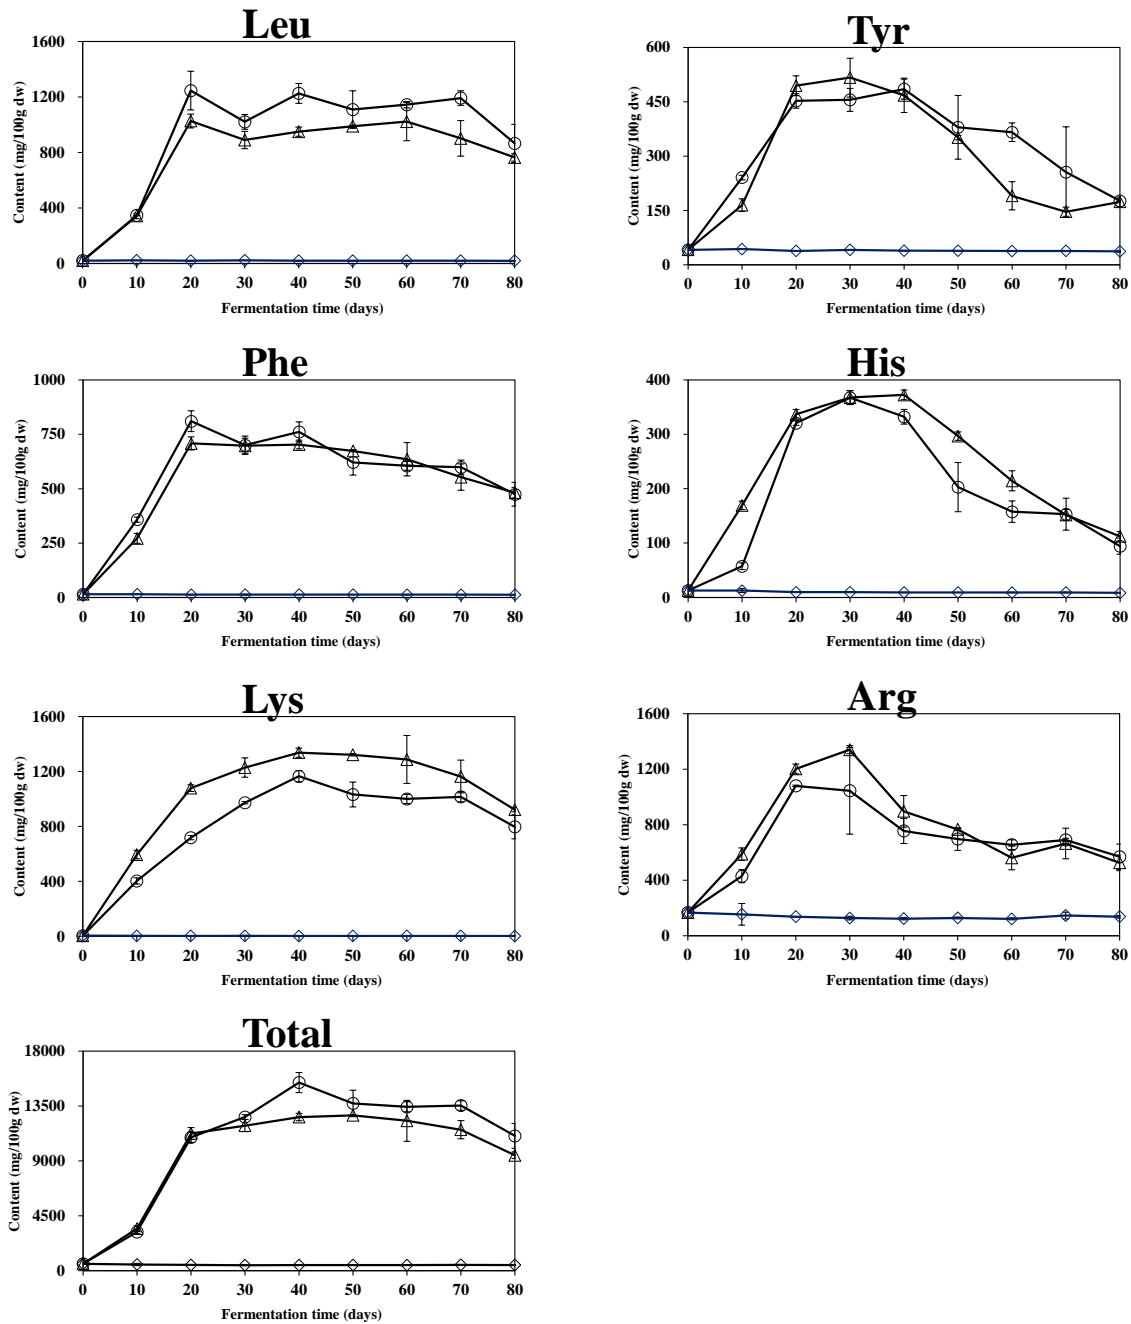 Leu
1600
1200
800
400
0
Content (mg/100g dw)
0 10 20 30 40 50 60 70 80
Fermentation time (days)
Tyr
600
450
300
150
0
Content (mg/100g dw)
0 10 20 30 40 50 60 70 80
Fermentation time (days)
Phe
1000
750
500
250
0
Content (mg/100g dw)
0 10 20 30 40 50 60 70 80
Fermentation time (days)
His
400
300
200
100
0
Content (mg/100g dw)
0 10 20 30 40 50 60 70 80
Fermentation time (days)
Lys
1600
1200
800
400
0
Content (mg/100g dw)
0 10 20 30 40 50 60 70 80
Fermentation time (days)
Arg
1600
1200
800
400
0
Content (mg/100g dw)
0 10 20 30 40 50 60 70 80
Fermentation time (days)
Total
18000
13500
9000
4500
0
Content (mg/100g dw)
0 10 20 30 40 50 60 70 80
Fermentation time (days)